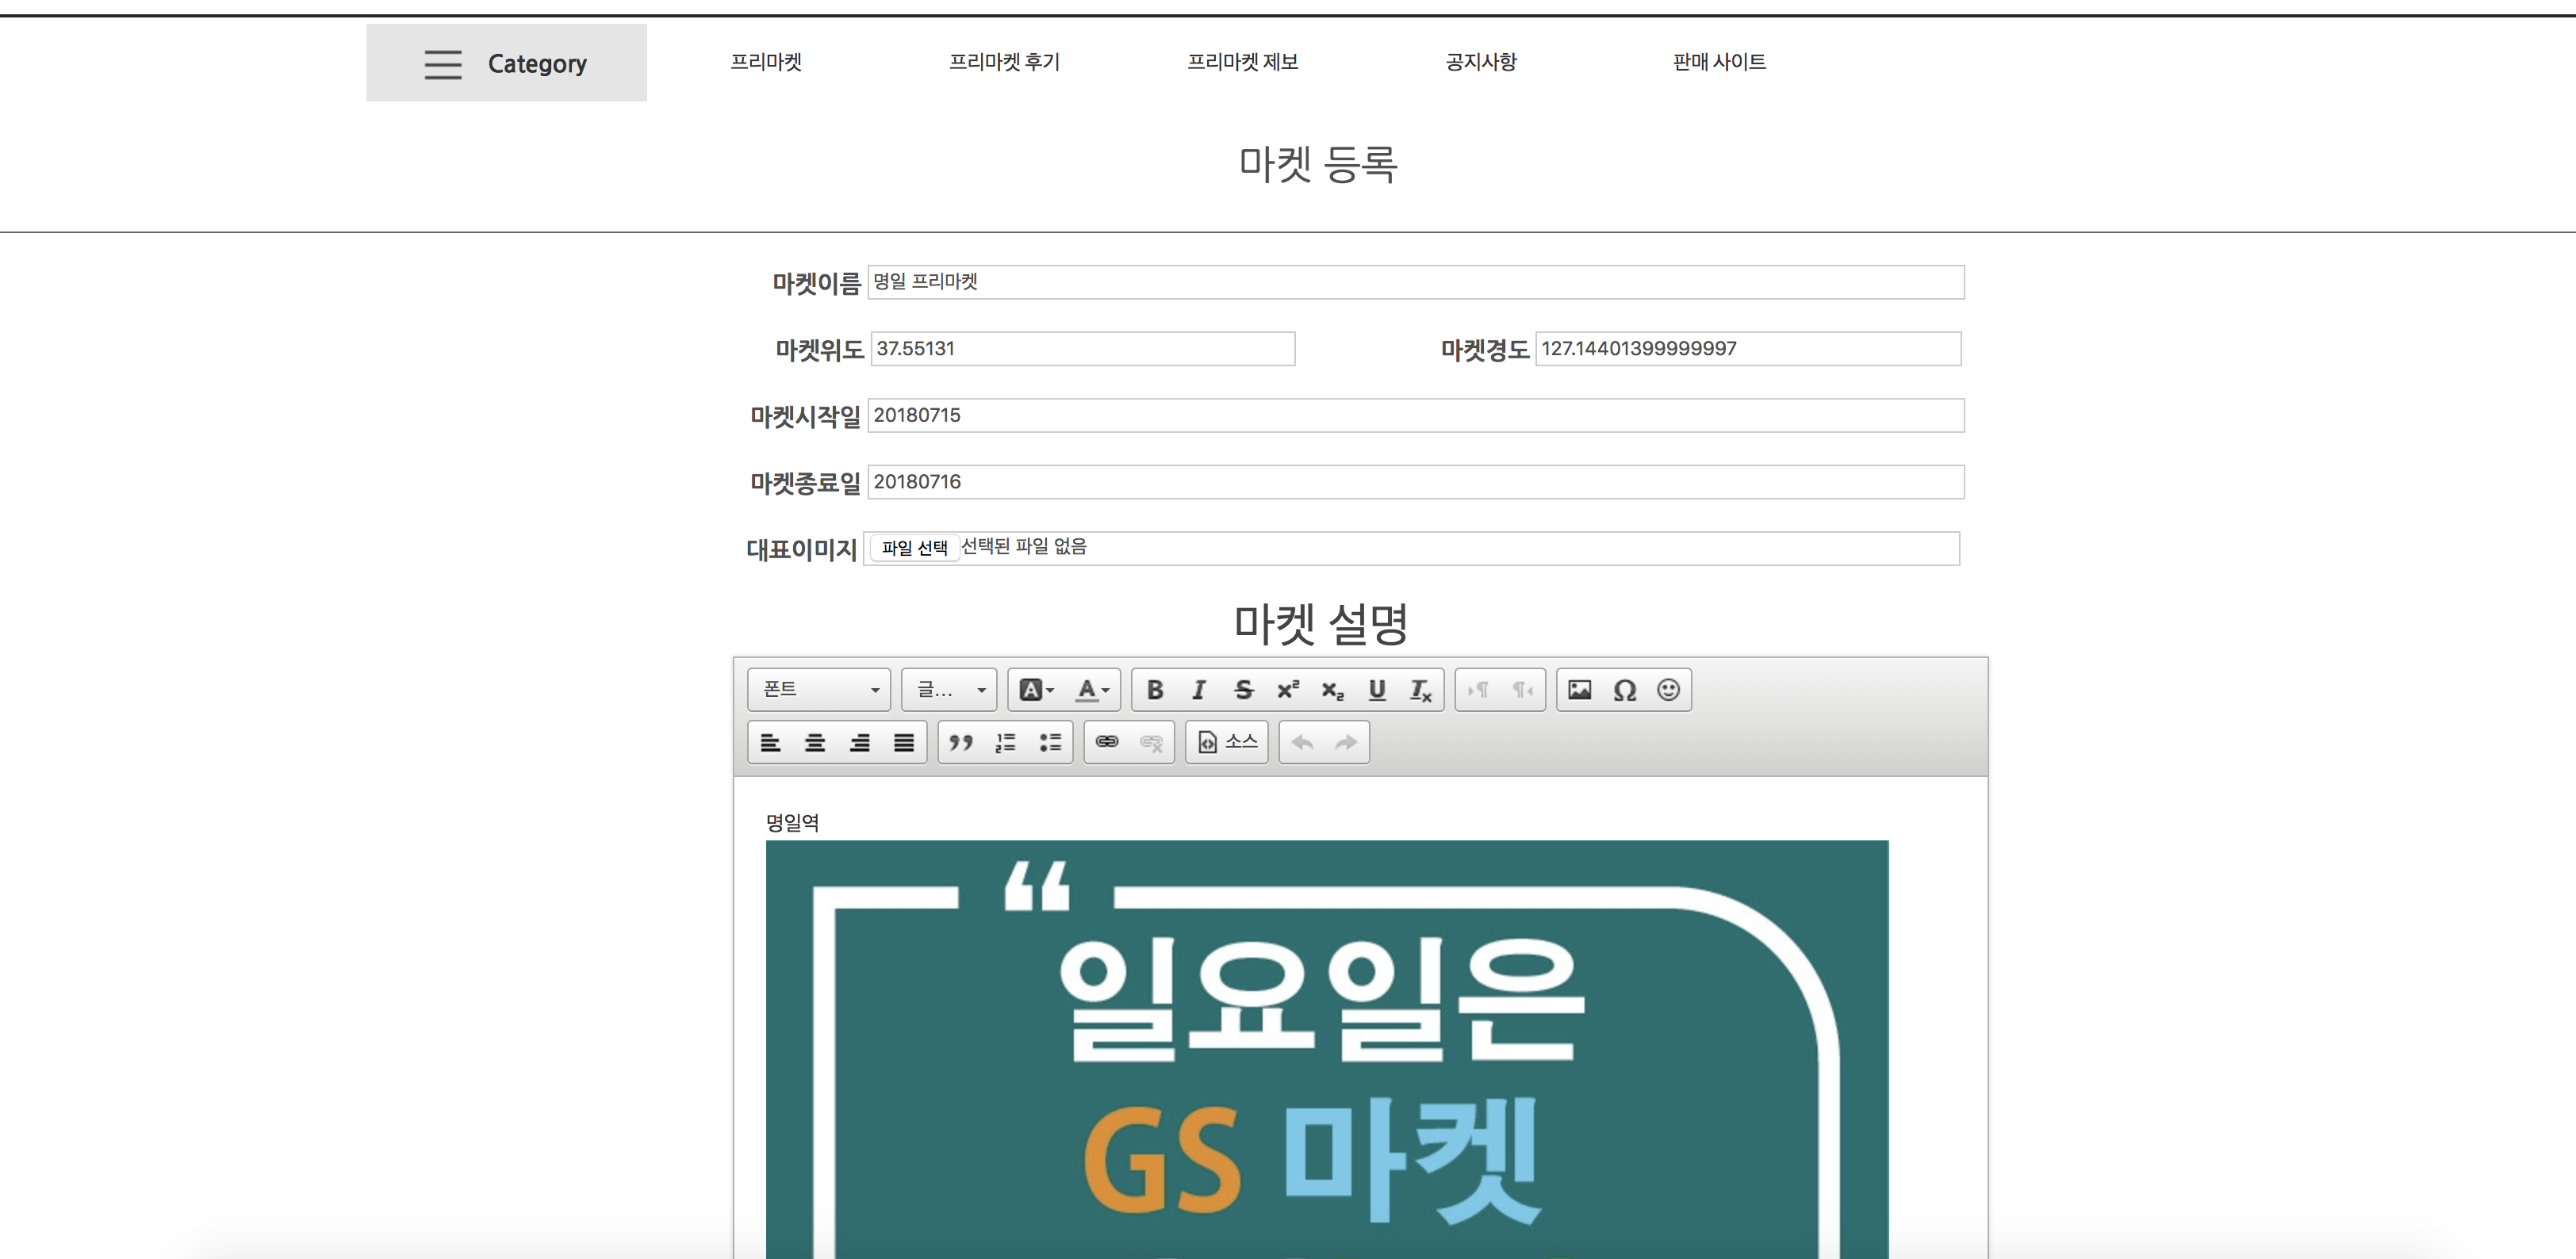 Category 프리마켓 프리마켓 후기 프리마켓 제보 공지사항 판매 사이트
마켓 등록
마켓이름 명일 프리마켓
마켓위도 37.55131 마켓경도 127.14401399999997
마켓시작일 20180715
마켓종료일 20180716
대표이미지 파일 선택 선택된 파일 없음
마켓 설명
폰트 글...
소스
명일역
“
일요일은
GS 마켓